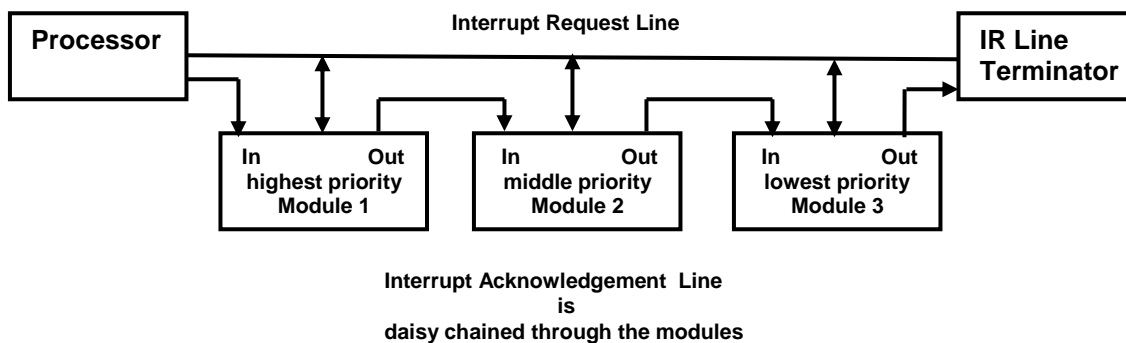 Processor
Interrupt Request Line
IR Line
Terminator
In Out
highest priority
Module 1
In Out
middle priority
Module 2
In Out
lowest priority
Module 3
Interrupt Acknowledgement Line
is
daisy chained through the modules